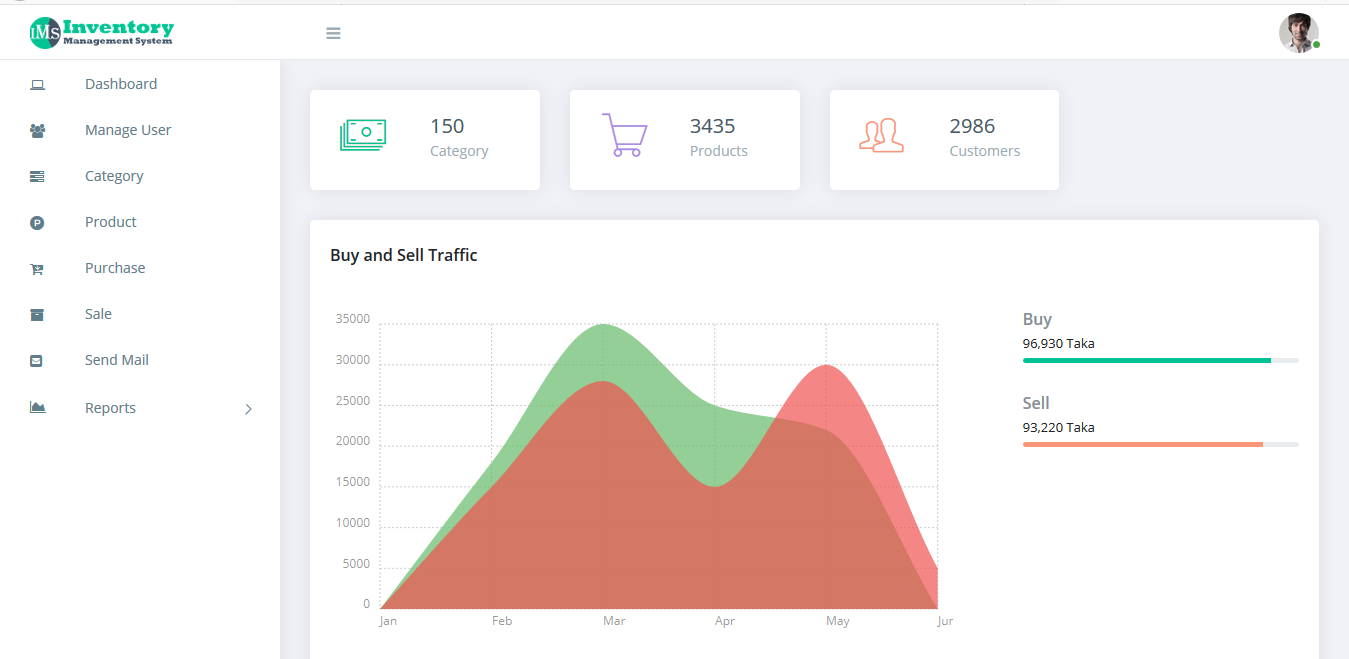 IMS Inventory
Management System
Dashboard
Manage User
Category
Product
Purchase
Sale
Send Mail
Reports
150
Category
3435
Products
2986
Customers
Buy and Sell Traffic
35000
30000
25000
20000
15000
10000
5000
0
Jan
Feb
Mar
Apr
May
Jur
Buy
96,930 Taka
Sell
93,220 Taka